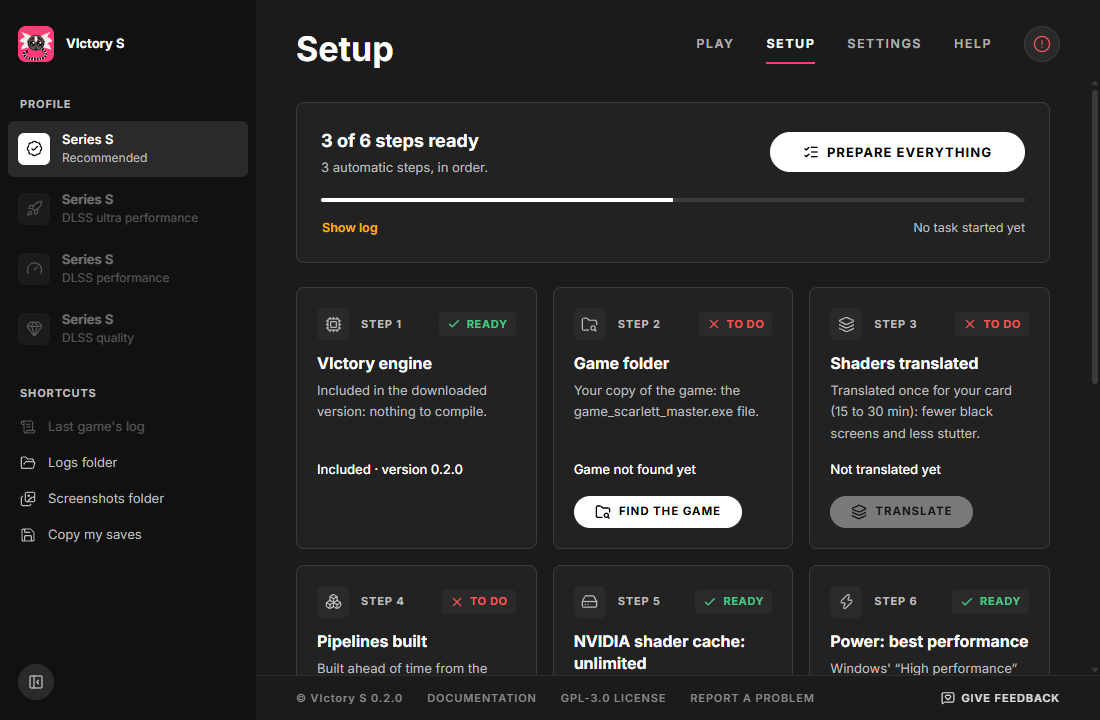 VIctory S
PROFILE
Series S
Recommended
Series S
DLSS ultra performance
Series S
DLSS performance
Series S
DLSS quality
SHORTCUTS
Last game's log
Logs folder
Screenshots folder
Copy my saves
Setup
PLAY
SETUP
SETTINGS
HELP
3 of 6 steps ready
3 automatic steps, in order.
PREPARE EVERYTHING
Show log
No task started yet
STEP 1
READY
VIctory engine
Included in the downloaded
version: nothing to compile.
Included · version 0.2.0
STEP 2
TO DO
Game folder
Your copy of the game: the
game_scarlett_master.exe file.
Game not found yet
FIND THE GAME
STEP 3
TO DO
Shaders translated
Translated once for your card
(15 to 30 min): fewer black
screens and less stutter.
Not translated yet
TRANSLATE
STEP 4
TO DO
Pipelines built
Built ahead of time from the
STEP 5
READY
NVIDIA shader cache:
unlimited
STEP 6
READY
Power: best performance
Windows' “High performance”
© VIctory S 0.2.0
DOCUMENTATION
GPL-3.0 LICENSE
REPORT A PROBLEM
GIVE FEEDBACK